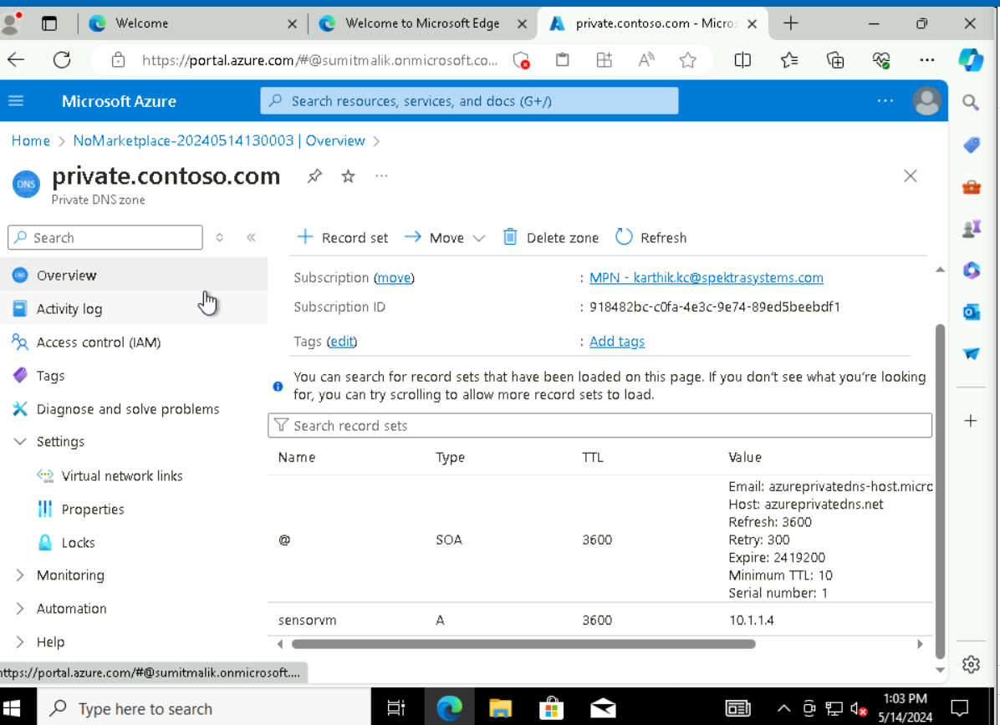 Welcome
Welcome to Microsoft Edge
private.contoso.com - Micros
https://portal.azure.com/#@sumitmalik.onmicrosoft.co...
Microsoft Azure
Search resources, services, and docs (G+/)
Home > NoMarketplace-20240514130003 | Overview >
DNS
private.contoso.com
Private DNS zone
Search
Record set
Move
Delete zone
Refresh
Overview
Activity log
Access control (IAM)
Tags
Diagnose and solve problems
Settings
Virtual network links
Properties
Locks
Monitoring
Automation
Help
Subscription (move) : MPN - karthik.kc@spektrasystems.com
Subscription ID : 918482bc-c0fa-4e3c-9e74-89ed5beebdf1
Tags (edit) : Add tags
You can search for record sets that have been loaded on this page. If you don't see what you're looking
for, you can try scrolling to allow more record sets to load.
Search record sets
Name Type TTL Value
Email: azureprivatedns-host.micro
Host: azureprivatedns.net
Refresh: 3600
@ SOA 3600 Retry: 300
Expire: 2419200
Minimum TTL: 10
Serial number: 1
sensorvm A 3600 10.1.1.4
https://portal.azure.com/#@sumitmalik.onmicrosoft....
Type here to search
1:03 PM
5/14/2024